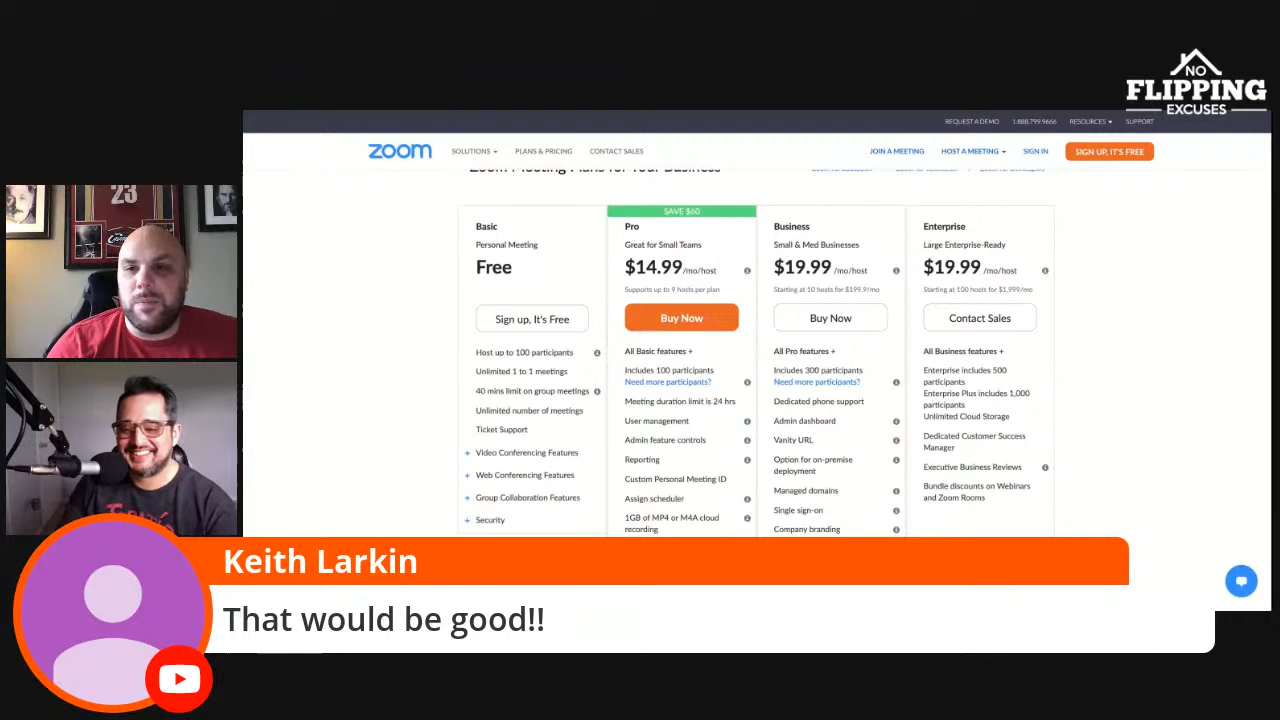 NO
FLIPPING
EXCUSES
REQUEST A DEMO 1.888.799.9666 RESOURCES SUPPORT
zoom SOLUTIONS PLANS & PRICING CONTACT SALES JOIN A MEETING HOST A MEETING SIGN IN SIGN UP, IT'S FREE
Zoom Meeting Plans for Your Business
23
SAVE $60
Basic
Personal Meeting
Free
Sign up, It's Free
Host up to 100 participants
Unlimited 1 to 1 meetings
40 mins limit on group meetings
Unlimited number of meetings
Ticket Support
+ Video Conferencing Features
+ Web Conferencing Features
+ Group Collaboration Features
+ Security
Pro
Great for Small Teams
$14.99 /mo/host
Supports up to 9 hosts per plan
Buy Now
All Basic features +
Includes 100 participants
Need more participants?
Meeting duration limit is 24 hrs
User management
Admin feature controls
Reporting
Custom Personal Meeting ID
Assign scheduler
1GB of MP4 or M4A cloud
recording
Business
Small & Med Businesses
$19.99 /mo/host
Starting at 10 hosts for $199.9/mo
Buy Now
All Pro features +
Includes 300 participants
Need more participants?
Dedicated phone support
Admin dashboard
Vanity URL
Option for on-premise
deployment
Managed domains
Single sign-on
Company branding
Enterprise
Large Enterprise-Ready
$19.99 /mo/host
Starting at 100 hosts for $1,999/mo
Contact Sales
All Business features +
Enterprise includes 500
participants
Enterprise Plus includes 1,000
participants
Unlimited Cloud Storage
Dedicated Customer Success
Manager
Executive Business Reviews
Bundle discounts on Webinars
and Zoom Rooms
Keith Larkin
That would be good!!